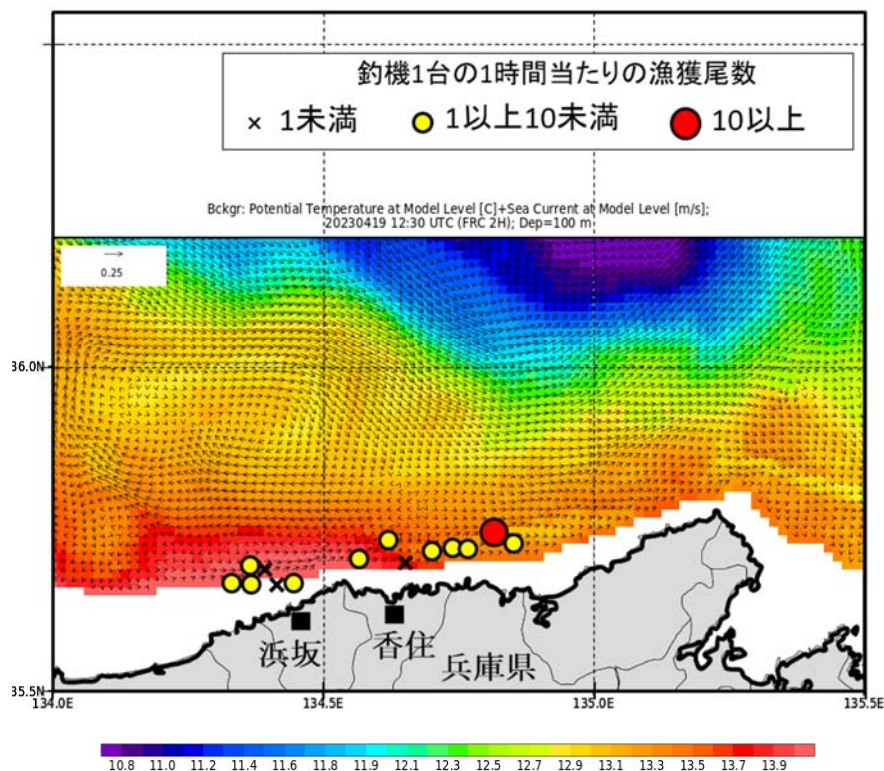 釣機1台の1時間当たりの漁獲尾数
× 1未満 1以上10未満 10以上
Bckgr: Potential Temperature at Model Level [C]+Sea Current at Model Level [m/s];
20230419 12:30 UTC (FRC 2H); Dep=100 m
0.25
36.0N
浜坂
香住
兵庫県
35.5N
134.0E 134.5E 135.0E 135.5E
10.8 11.0 11.2 11.4 11.6 11.9 12.1 12.3 12.5 12.7 12.9 13.1 13.3 13.5 13.7 13.9